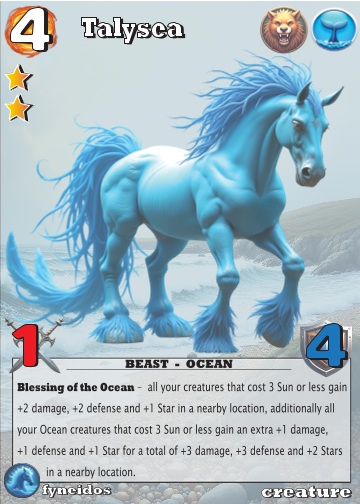 4 Talysea
1 4
BEAST - OCEAN
Blessing of the Ocean - all your creatures that cost 3 Sun or less gain
+2 damage, +2 defense and +1 Star in a nearby location, additionally all
your Ocean creatures that cost 3 Sun or less gain an extra +1 damage,
+1 defense and +1 Star for a total of +3 damage, +3 defense and +2 Stars
in a nearby location.
fyneidos creature